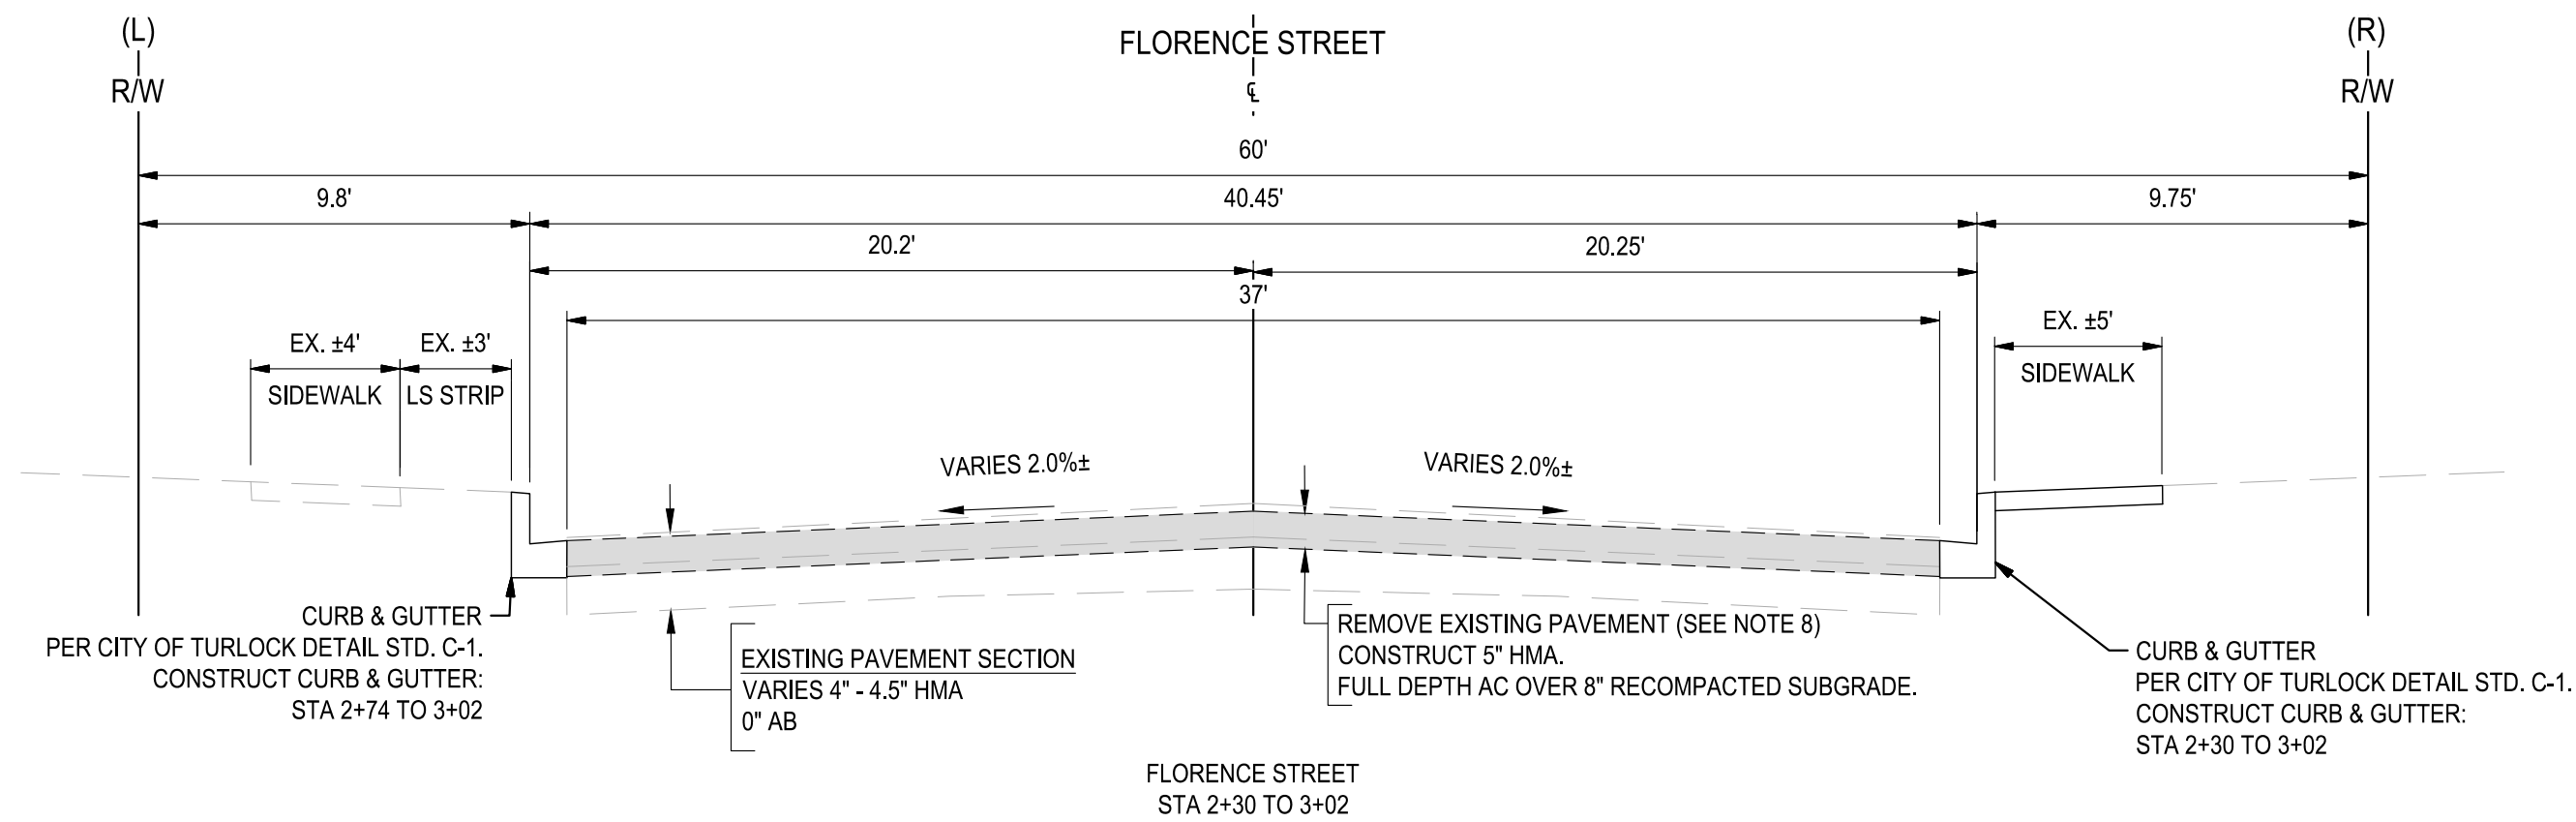 (L)
FLORENCE STREET
(R)
R/W
℄
R/W
60'
9.8'
40.45'
9.75'
20.2'
20.25'
37'
EX. ±4'
EX. ±3'
EX. ±5'
SIDEWALK
LS STRIP
SIDEWALK
VARIES 2.0%±
VARIES 2.0%±
CURB & GUTTER
PER CITY OF TURLOCK DETAIL STD. C-1.
CONSTRUCT CURB & GUTTER:
STA 2+74 TO 3+02
EXISTING PAVEMENT SECTION
VARIES 4" - 4.5" HMA
0" AB
REMOVE EXISTING PAVEMENT (SEE NOTE 8)
CONSTRUCT 5" HMA.
FULL DEPTH AC OVER 8" RECOMPACTED SUBGRADE.
CURB & GUTTER
PER CITY OF TURLOCK DETAIL STD. C-1.
CONSTRUCT CURB & GUTTER:
STA 2+30 TO 3+02
FLORENCE STREET
STA 2+30 TO 3+02